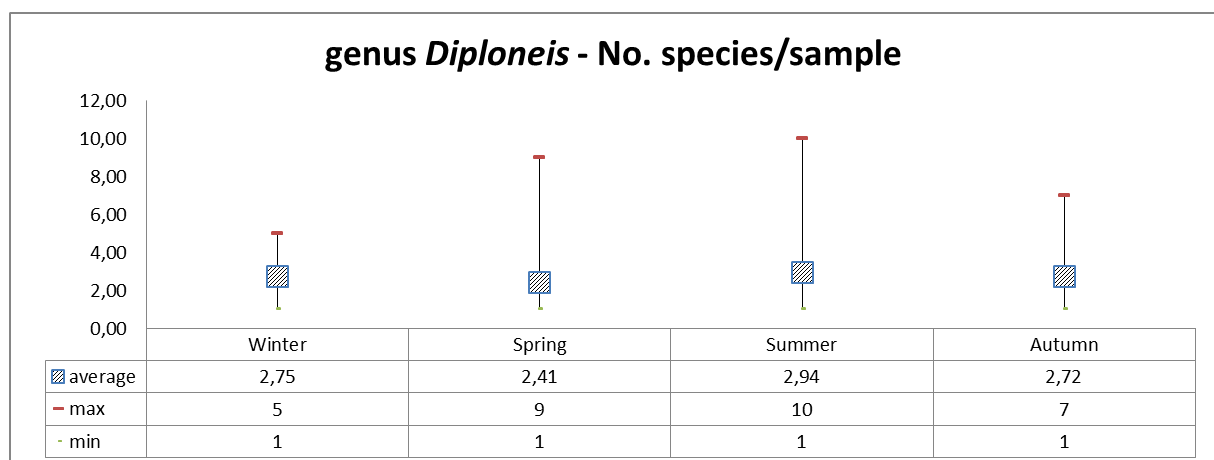 genus Diploneis - No. species/sample
12,00
10,00
8,00
6,00
4,00
2,00
0,00
Winter Spring Summer Autumn
average 2,75 2,41 2,94 2,72
max 5 9 10 7
min 1 1 1 1